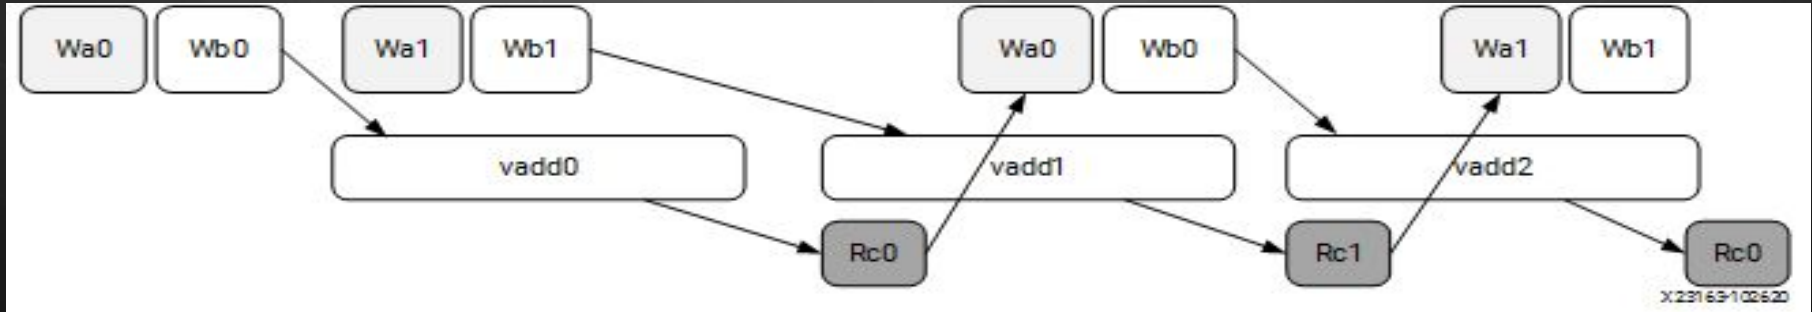 Wa0 Wb0 Wa1 Wb1 Wa0 Wb0 Wa1 Wb1
vadd0 vadd1 vadd2
Rc0 Rc1 Rc0
X23163-102620